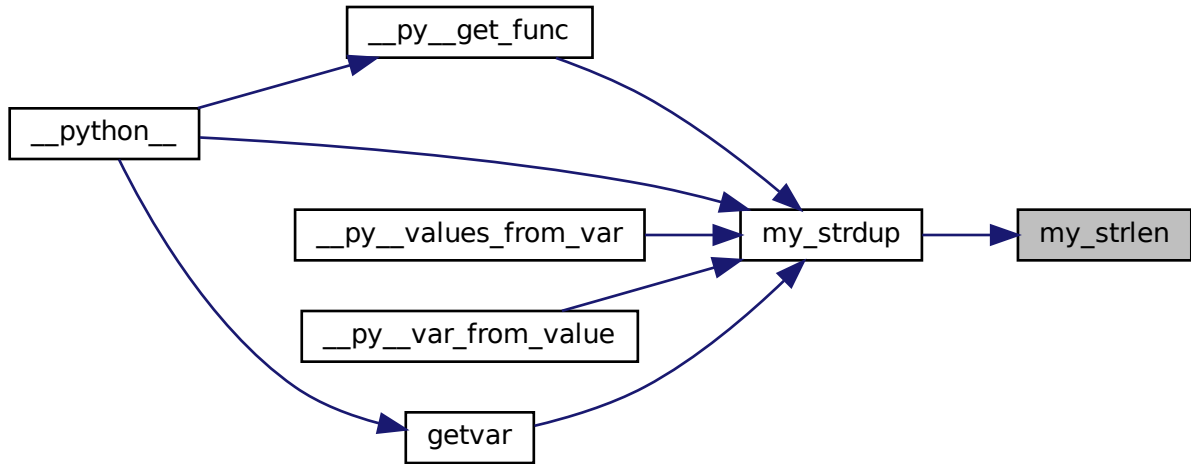 __py__get_func
__python__
__py__values_from_var
my_strdup
my_strlen
__py__var_from_value
getvar